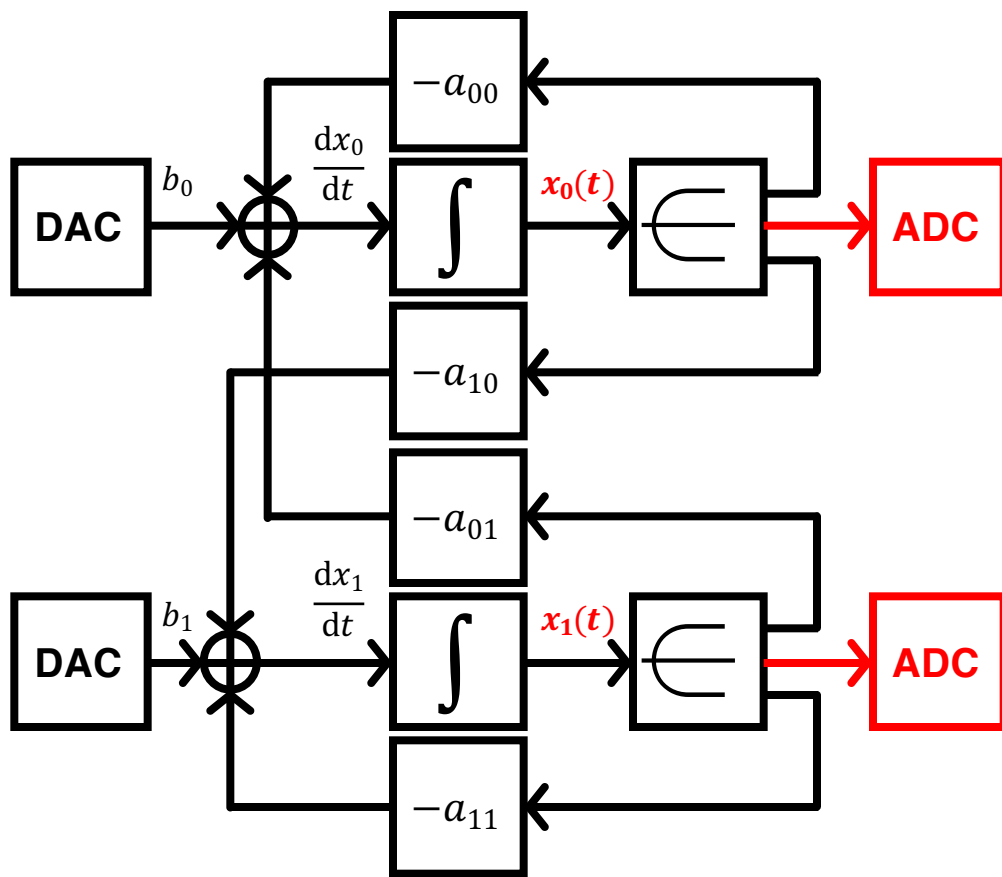 −a₀₀
DAC
b₀
dx₀
dt
∫
x₀(t)
ADC
−a₁₀
−a₀₁
DAC
b₁
dx₁
dt
∫
x₁(t)
ADC
−a₁₁